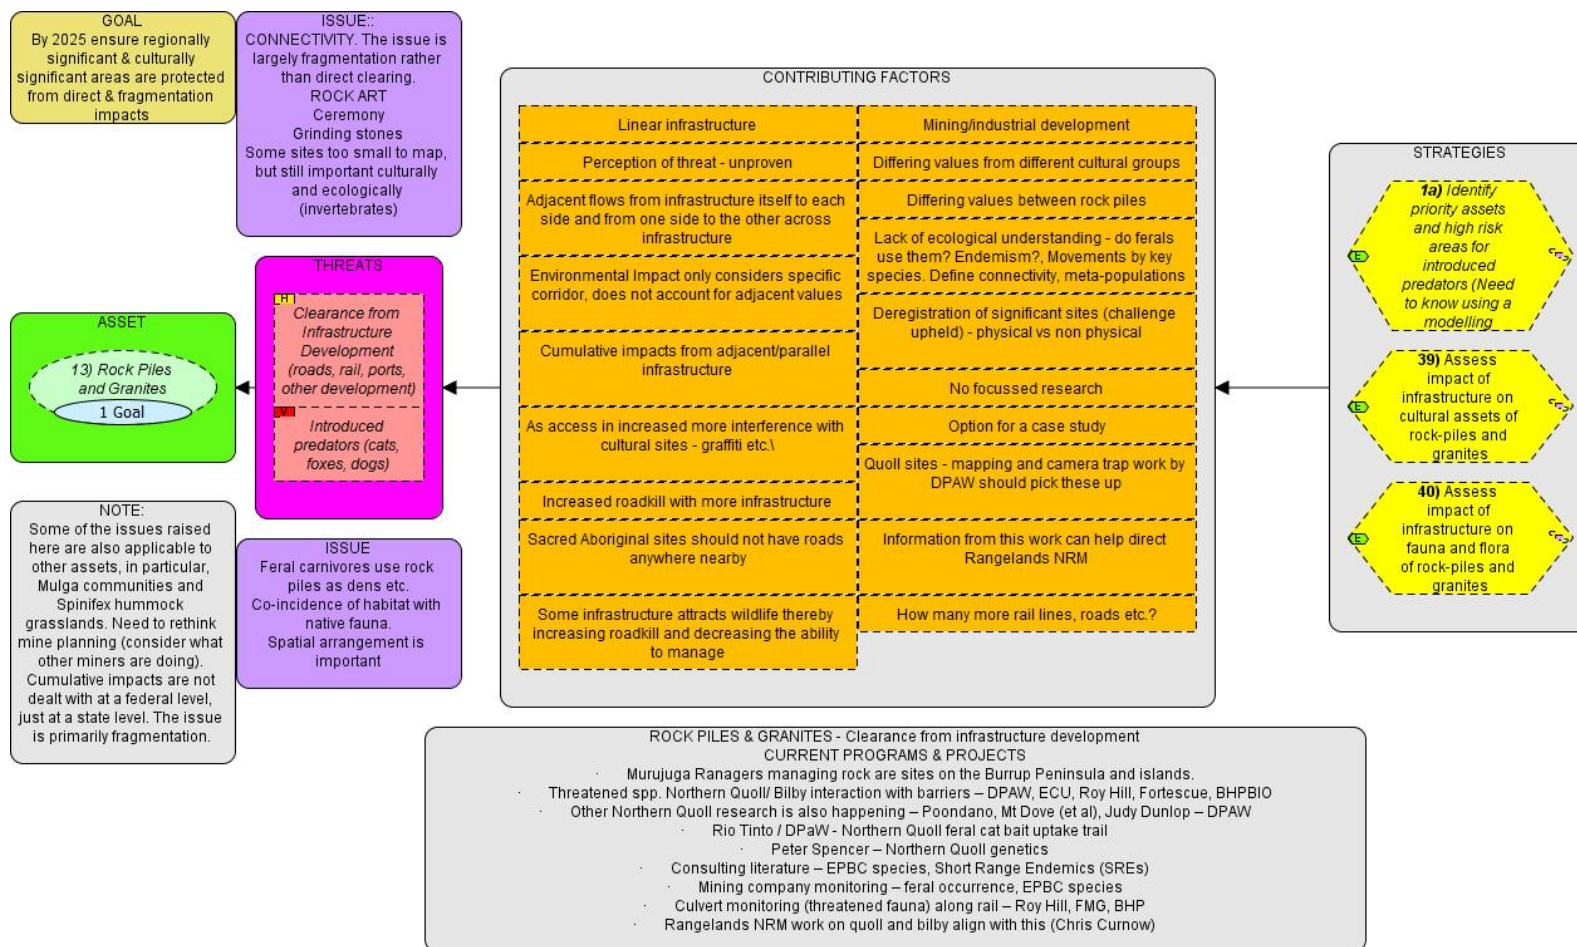 GOAL
By 2025 ensure regionally
significant & culturally
significant areas are protected
from direct & fragmentation
impacts
ISSUE::
CONNECTIVITY. The issue is
largely fragmentation rather
than direct clearing.
ROCK ART
Ceremony
Grinding stones
Some sites too small to map,
but still important culturally
and ecologically
(invertebrates)
ASSET
13) Rock Piles
and Granites
1 Goal
THREATS
H
Clearance from
Infrastructure
Development
(roads, rail, ports,
other development)
V
Introduced
predators (cats,
foxes, dogs)
NOTE:
Some of the issues raised
here are also applicable to
other assets, in particular,
Mulga communities and
Spinifex hummock
grasslands. Need to rethink
mine planning (consider what
other miners are doing).
Cumulative impacts are not
dealt with at a federal level,
just at a state level. The issue
is primarily fragmentation.
ISSUE
Feral carnivores use rock
piles as dens etc.
Co-incidence of habitat with
native fauna.
Spatial arrangement is
important
CONTRIBUTING FACTORS
Linear infrastructure
Perception of threat - unproven
Adjacent flows from infrastructure itself to each
side and from one side to the other across
infrastructure
Environmental Impact only considers specific
corridor, does not account for adjacent values
Cumulative impacts from adjacent/parallel
infrastructure
As access in increased more interference with
cultural sites - graffiti etc.\
Increased roadkill with more infrastructure
Sacred Aboriginal sites should not have roads
anywhere nearby
Some infrastructure attracts wildlife thereby
increasing roadkill and decreasing the ability
to manage
Mining/industrial development
Differing values from different cultural groups
Differing values between rock piles
Lack of ecological understanding - do ferals
use them? Endemism?, Movements by key
species. Define connectivity, meta-populations
Deregistration of significant sites (challenge
upheld) - physical vs non physical
No focussed research
Option for a case study
Quoll sites - mapping and camera trap work by
DPAW should pick these up
Information from this work can help direct
Rangelands NRM
How many more rail lines, roads etc.?
STRATEGIES
1a) Identify
priority assets
and high risk
areas for
introduced
predators (Need
to know using a
modelling
E
39) Assess
impact of
infrastructure on
cultural assets of
rock-piles and
granites
E
40) Assess
impact of
infrastructure on
fauna and flora
of rock-piles and
granites
E
ROCK PILES & GRANITES - Clearance from infrastructure development
CURRENT PROGRAMS & PROJECTS
· Murujuga Ranagers managing rock are sites on the Burrup Peninsula and islands.
· Threatened spp. Northern Quoll/ Bilby interaction with barriers – DPAW, ECU, Roy Hill, Fortescue, BHPBIO
· Other Northern Quoll research is also happening – Poondano, Mt Dove (et al), Judy Dunlop – DPAW
· Rio Tinto / DPaW - Northern Quoll feral cat bait uptake trail
· Peter Spencer – Northern Quoll genetics
· Consulting literature – EPBC species, Short Range Endemics (SREs)
· Mining company monitoring – feral occurrence, EPBC species
· Culvert monitoring (threatened fauna) along rail – Roy Hill, FMG, BHP
· Rangelands NRM work on quoll and bilby align with this (Chris Curnow)